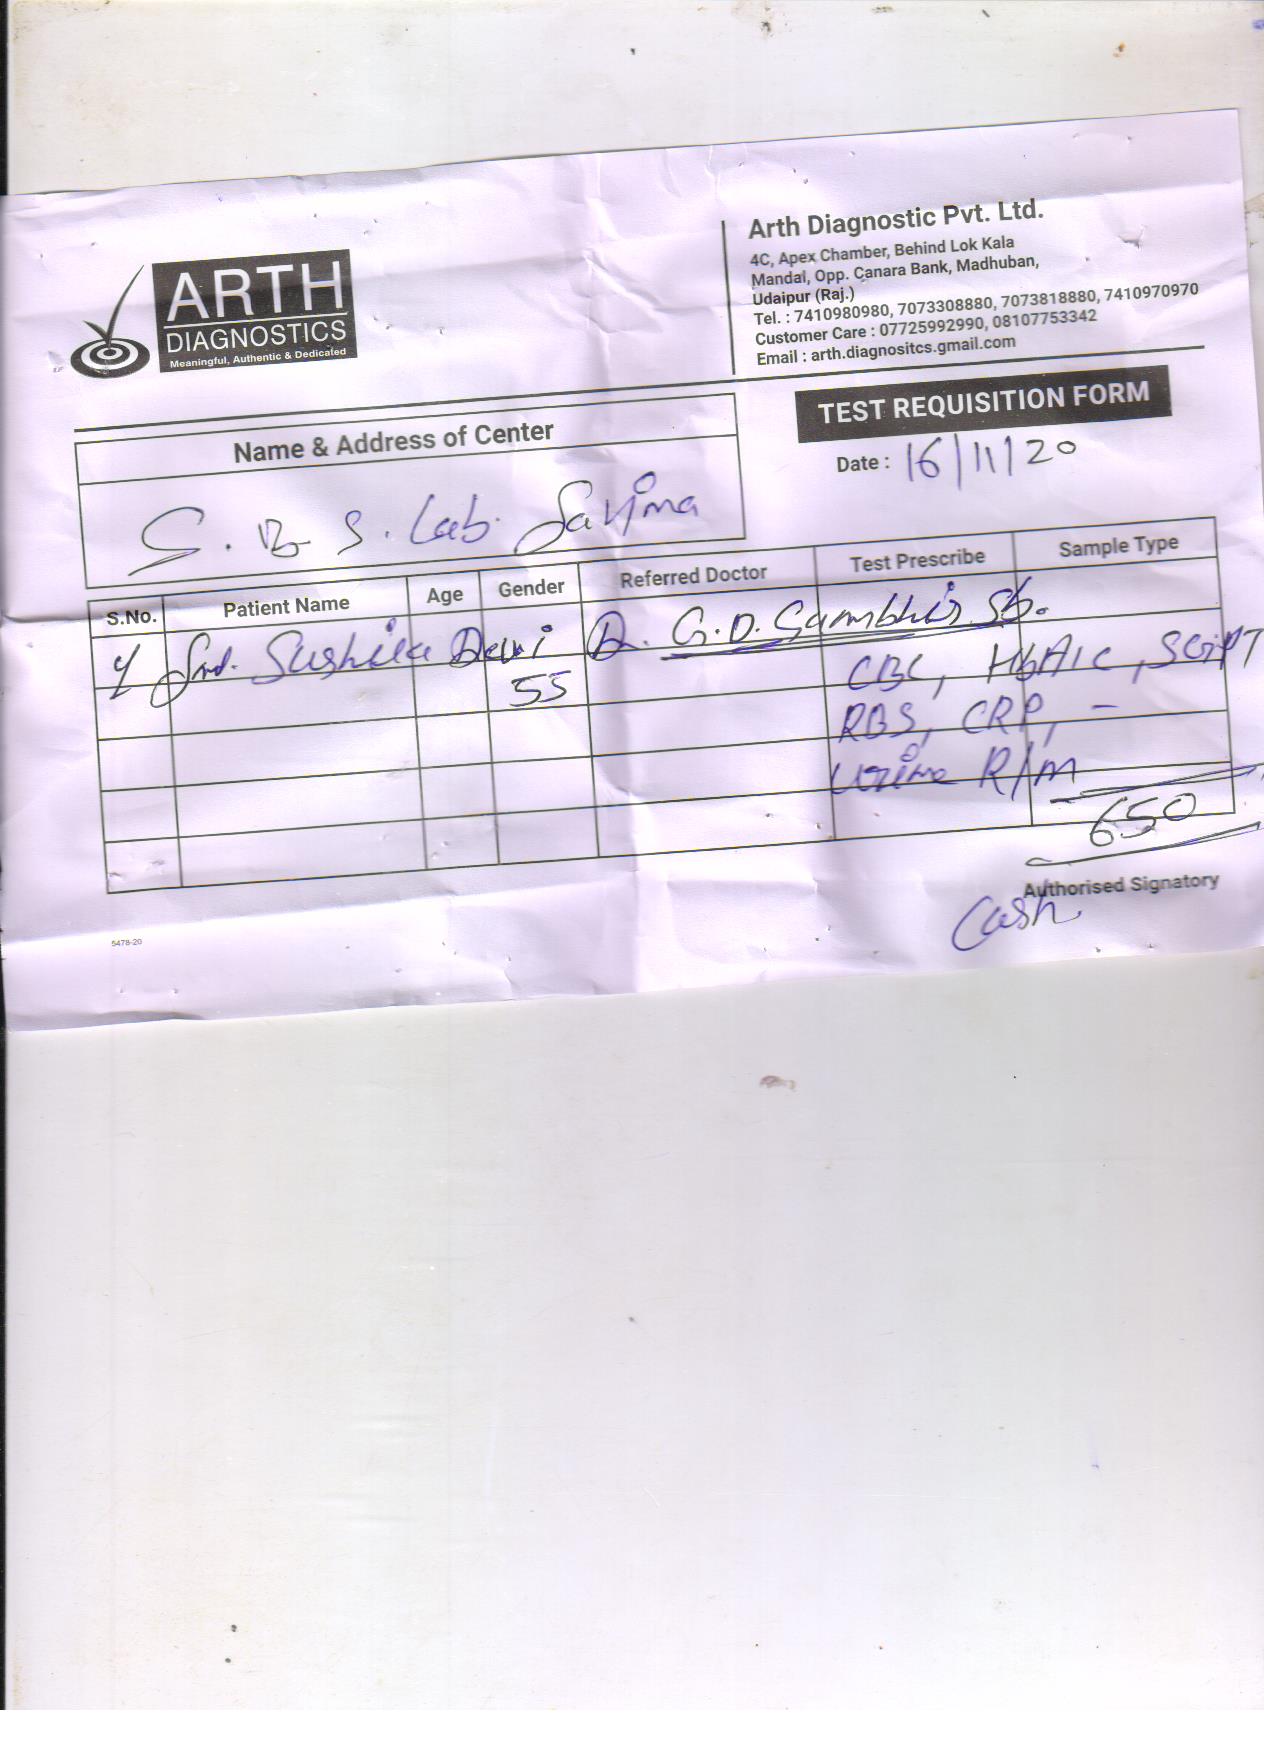 ARTH
DIAGNOSTICS
Meaningful, Authentic & Dedicated
Arth Diagnostic Pvt. Ltd.
4C, Apex Chamber, Behind Lok Kala
Mandal, Opp. Canara Bank, Madhuban,
Udaipur (Raj.)
Tel. : 7410980980, 7073308880, 7073818880, 7410970970
Customer Care : 07725992990, 08107753342
Email : arth.diagnositcs.gmail.com
TEST REQUISITION FORM
Date : 16/11/20
Name & Address of Center
S. B. S. Lab. Savina
S.No. Patient Name Age Gender Referred Doctor Test Prescribe Sample Type
Sushila Devi 55 Dr. G.D. Gambhir Sb.
CBC, HbA1c, SGPT
RBS, CRP, -
Urine R/m
650
Authorised Signatory
Cash
5478-20